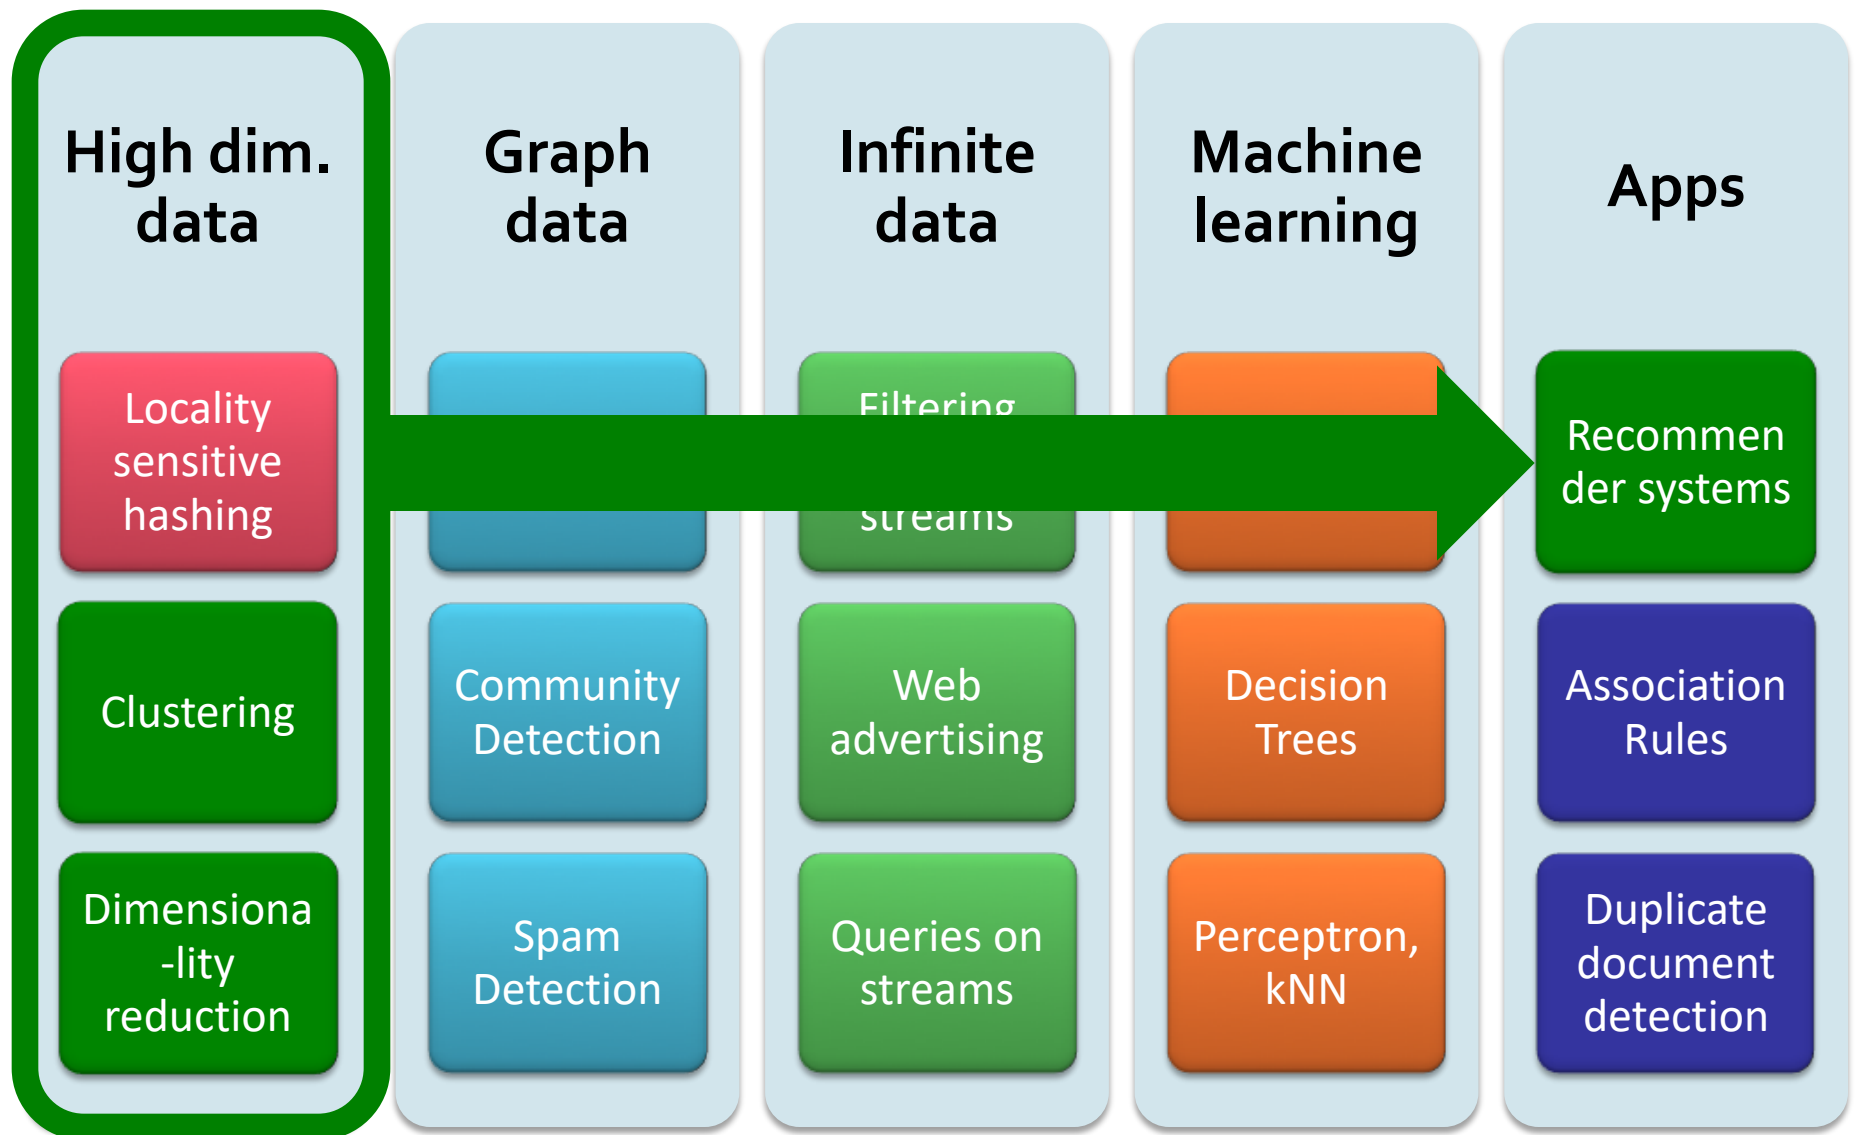 High dim.
data
Locality
sensitive
hashing
Clustering
Dimensiona
-lity
reduction
Graph
data
Community
Detection
Spam
Detection
Infinite
data
Filtering
streams
Web
advertising
Queries on
streams
Machine
learning
Decision
Trees
Perceptron,
kNN
Apps
Recommen
der systems
Association
Rules
Duplicate
document
detection